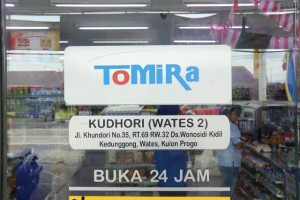 ToMiRa
KUDHORI (WATES 2)
Jl. Khundori No.35, RT.69 RW.32 Ds.Wonosidi Kidil
Kedunggong, Wates, Kulon Progo
BUKA 24 JAM